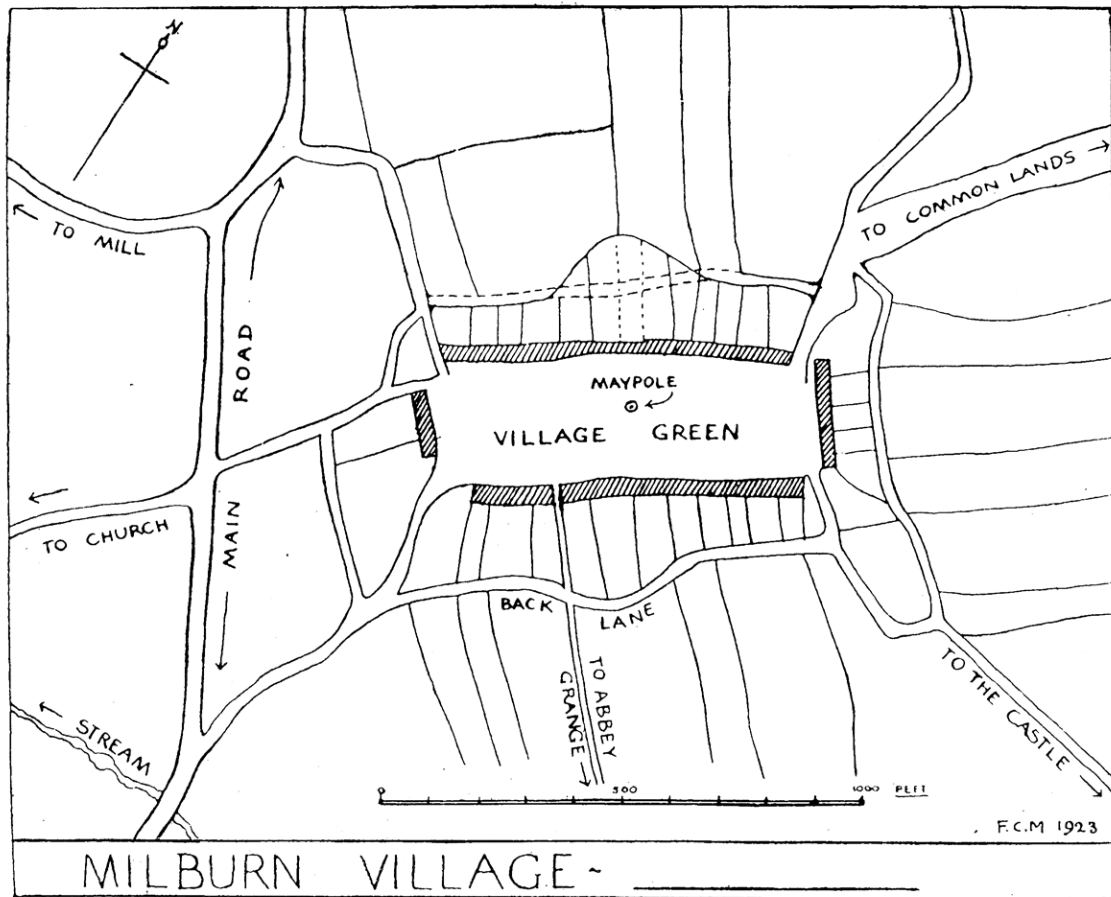 N.
TO COMMON LANDS
TO MILL
ROAD
MAYPOLE
VILLAGE GREEN
TO CHURCH
MAIN
BACK LANE
TO ABBEY
GRANGE
TO THE CASTLE
STREAM
0 500 1000 FEET
F.C.M 1923
MILBURN VILLAGE -